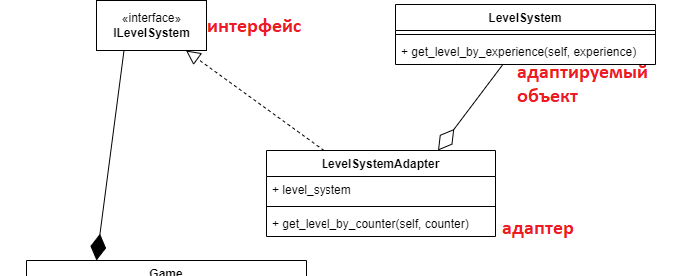 «interface»
ILevelSystem
интерфейс
LevelSystem
+ get_level_by_experience(self, experience)
адаптируемый
объект
LevelSystemAdapter
+ level_system
+ get_level_by_counter(self, counter)
адаптер
Game